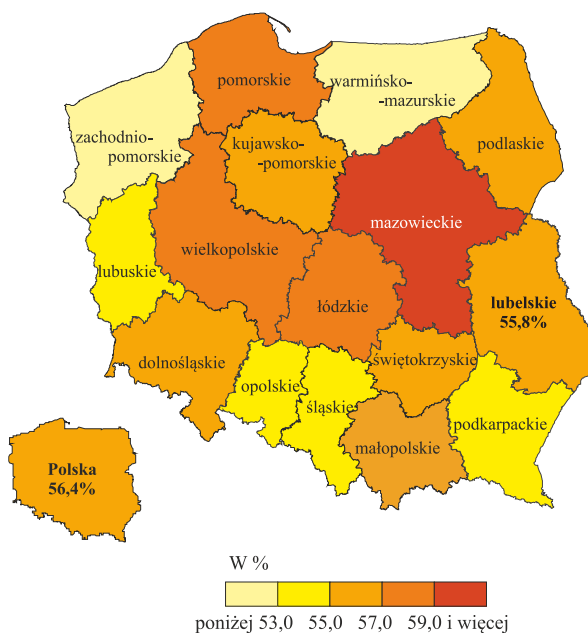 pomorskie
warmińsko-
-mazurskie
zachodnio-
pomorskie
kujawsko-
-pomorskie
podlaskie
mazowieckie
wielkopolskie
lubuskie
łódzkie
lubelskie
55,8%
dolnośląskie
świętokrzyskie
opolskie
śląskie
podkarpackie
małopolskie
Polska
56,4%
W %
poniżej 53,0 55,0 57,0 59,0 i więcej